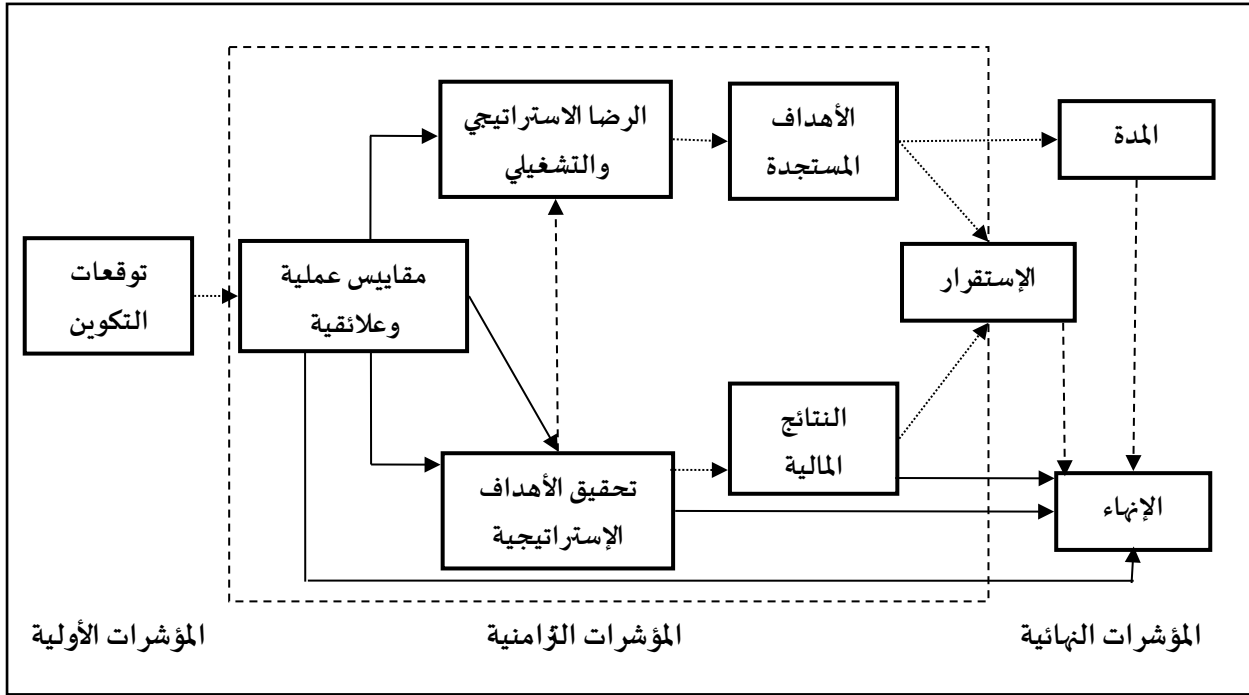 الرضا الاستراتيجي
والتشغيلي
الأهداف
المستجدة
المدة
توقعات
التكوين
مقاييس عملية
وعلائقية
الإستقرار
النتائج
المالية
تحقيق الأهداف
الإستراتيجية
الإنهاء
المؤشرات الأولية
المؤشرات التزامنية
المؤشرات النهائية